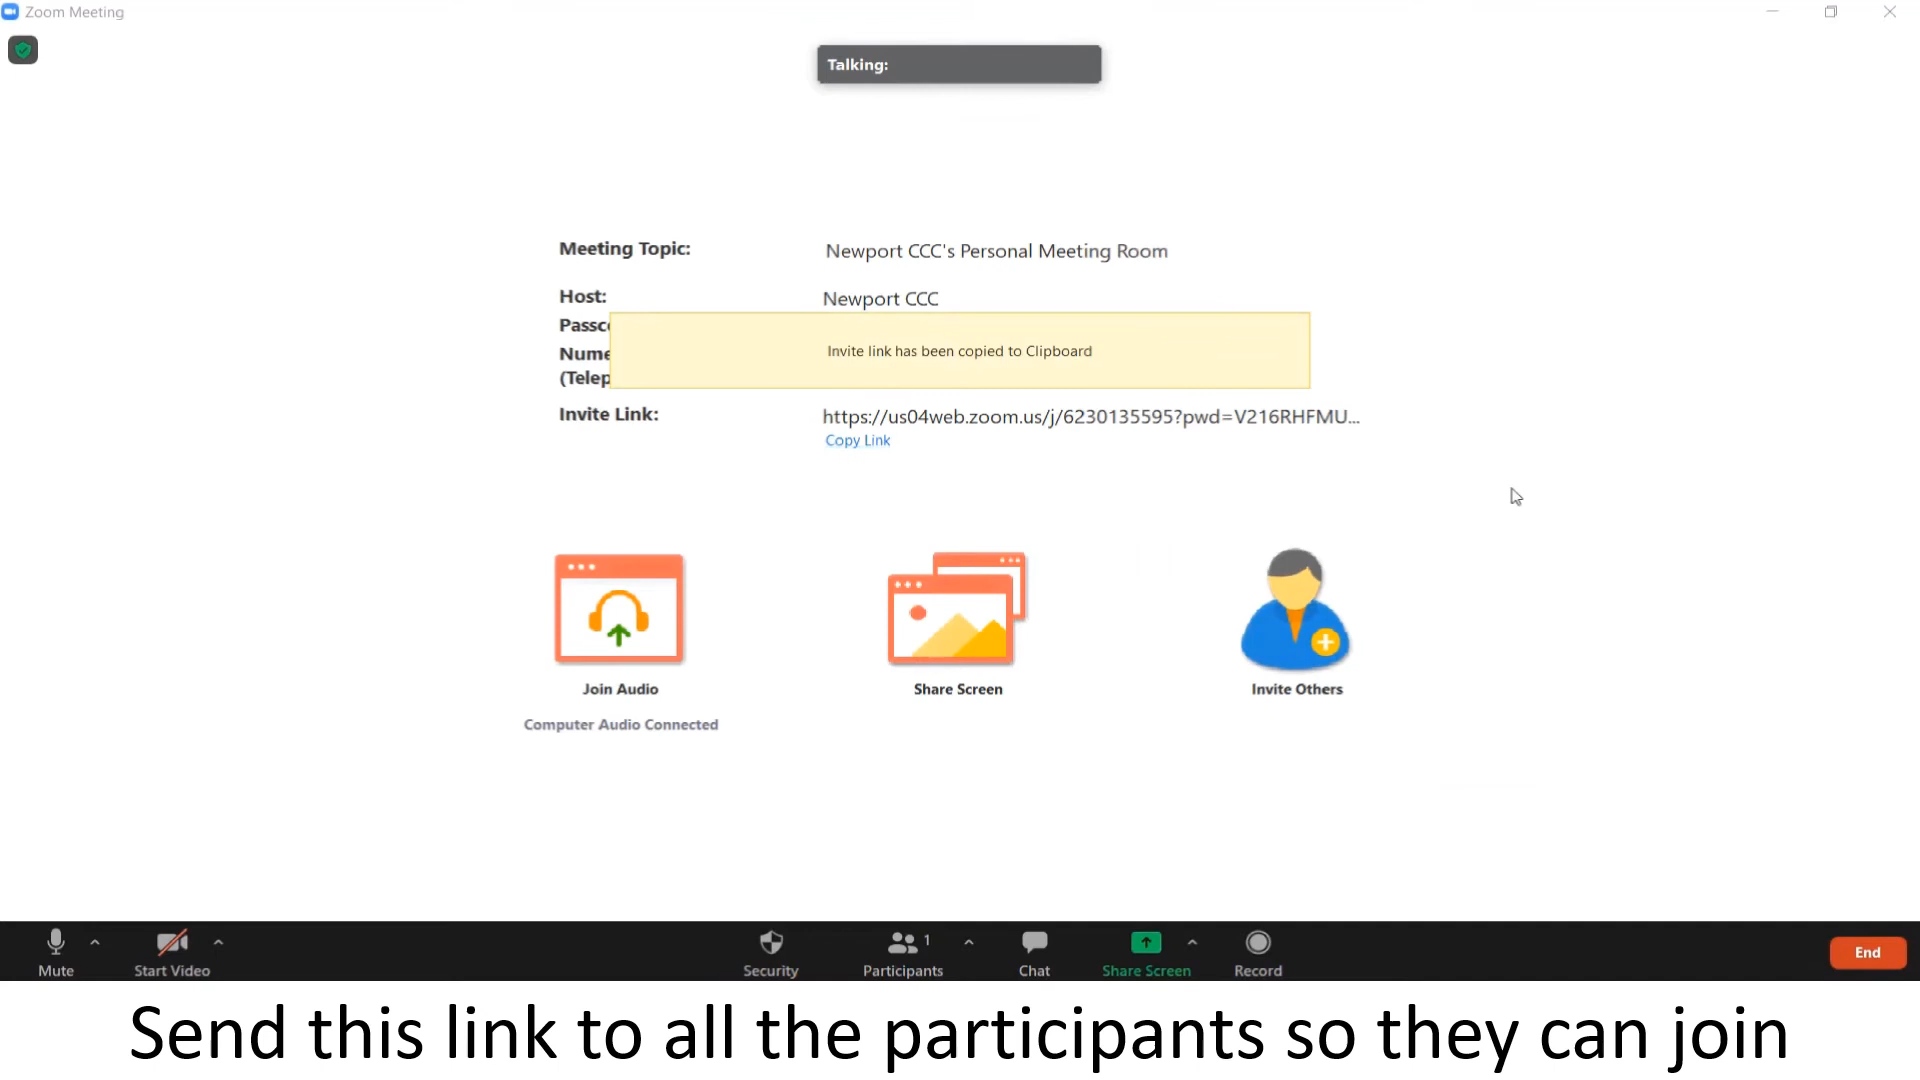 Zoom Meeting
Talking:
Meeting Topic: Newport CCC's Personal Meeting Room
Host: Newport CCC
Passco
Nume
(Telep
Invite link has been copied to Clipboard
Invite Link: https://us04web.zoom.us/j/6230135595?pwd=V216RHFMU...
Copy Link
Join Audio Share Screen Invite Others
Computer Audio Connected
1
Mute Start Video Security Participants Chat Share Screen Record End
Send this link to all the participants so they can join